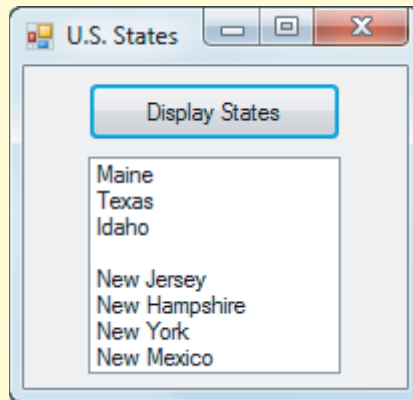 U.S. States
Display States
Maine
Texas
Idaho
New Jersey
New Hampshire
New York
New Mexico